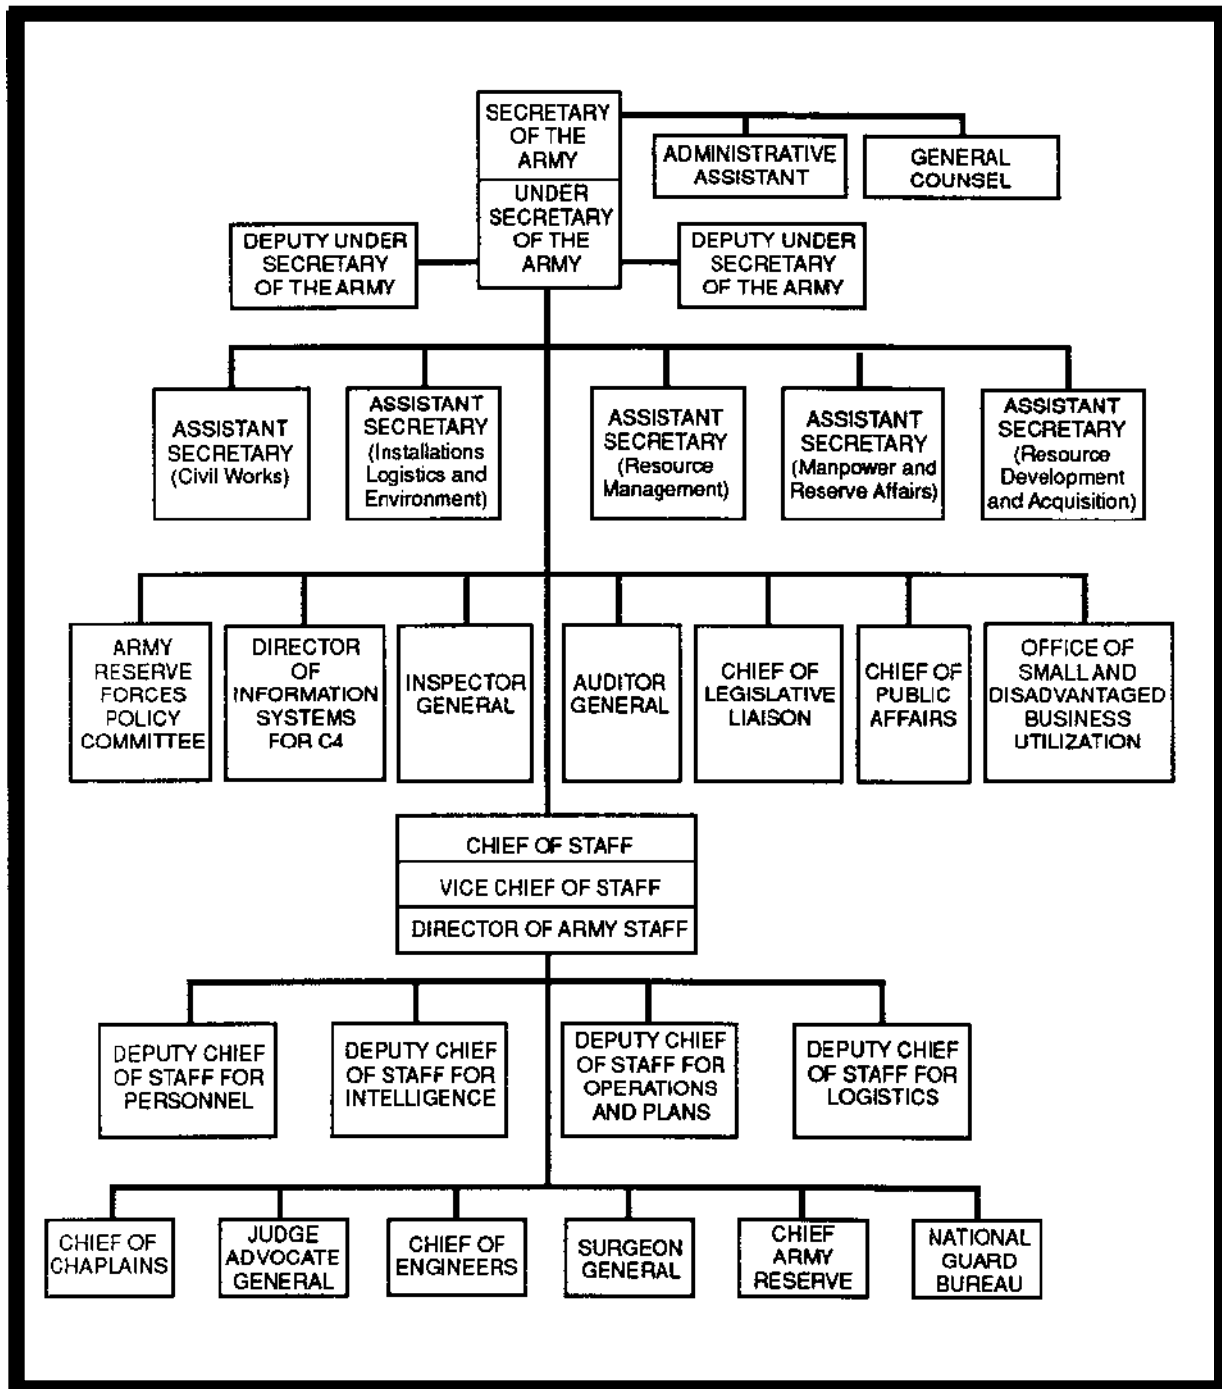 SECRETARY
OF THE
ARMY
ADMINISTRATIVE
ASSISTANT
GENERAL
COUNSEL
UNDER
SECRETARY
OF THE
ARMY
DEPUTY UNDER
SECRETARY
OF THE ARMY
DEPUTY UNDER
SECRETARY
OF THE ARMY
ASSISTANT
SECRETARY
(Civil Works)
ASSISTANT
SECRETARY
(Installations
Logistics and
Environment)
ASSISTANT
SECRETARY
(Resource
Management)
ASSISTANT
SECRETARY
(Manpower and
Reserve Affairs)
ASSISTANT
SECRETARY
(Resource
Development
and Acquisition)
ARMY
RESERVE
FORCES
POLICY
COMMITTEE
DIRECTOR
OF
INFORMATION
SYSTEMS
FOR C4
INSPECTOR
GENERAL
AUDITOR
GENERAL
CHIEF OF
LEGISLATIVE
LIAISON
CHIEF OF
PUBLIC
AFFAIRS
OFFICE OF
SMALL AND
DISADVANTAGED
BUSINESS
UTILIZATION
CHIEF OF STAFF
VICE CHIEF OF STAFF
DIRECTOR OF ARMY STAFF
DEPUTY CHIEF
OF STAFF FOR
PERSONNEL
DEPUTY CHIEF
OF STAFF FOR
INTELLIGENCE
DEPUTY CHIEF
OF STAFF FOR
OPERATIONS
AND PLANS
DEPUTY CHIEF
OF STAFF FOR
LOGISTICS
CHIEF OF
CHAPLAINS
JUDGE
ADVOCATE
GENERAL
CHIEF OF
ENGINEERS
SURGEON
GENERAL
CHIEF
ARMY
RESERVE
NATIONAL
GUARD
BUREAU